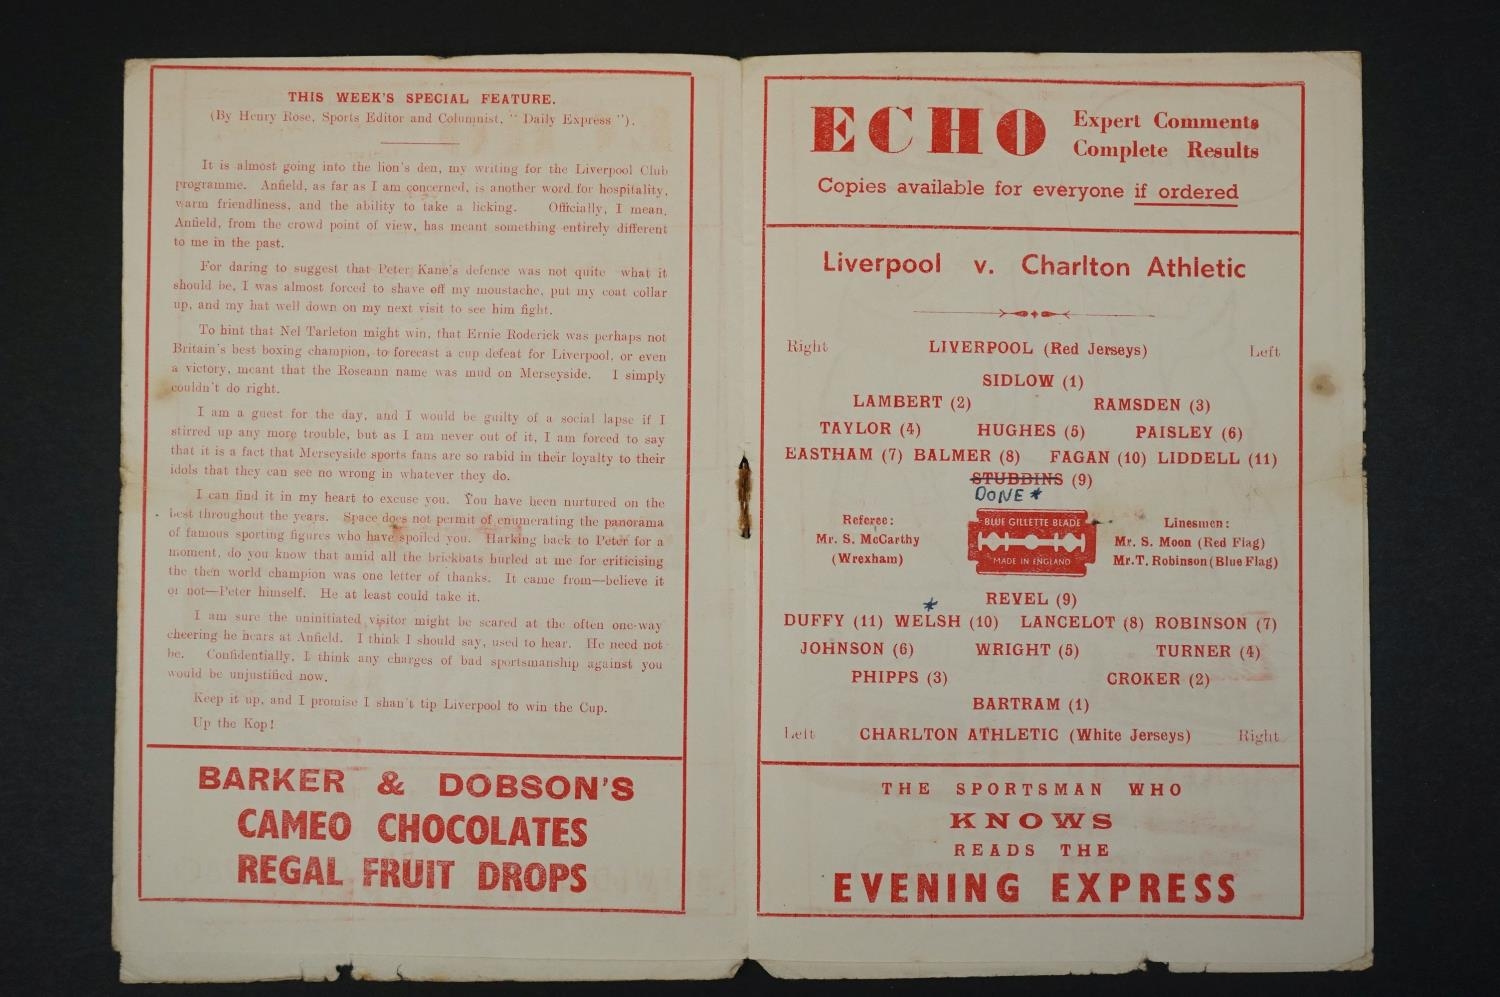 THIS WEEK'S SPECIAL FEATURE.
(By Henry Rose, Sports Editor and Columnist, "Daily Express").
It is almost going into the lion's den, my writing for the Liverpool Club
programme. Anfield, as far as I am concerned, is another word for hospitality,
warm friendliness, and the ability to take a licking. Officially, I mean.
Anfield, from the crowd point of view, has meant something entirely different
to me in the past.
For daring to suggest that Peter Kane's defence was not quite what it
should be, I was almost forced to shave off my moustache, put my coat collar
up, and my hat well down on my next visit to see him fight.
To hint that Nel Tarleton might win, that Ernie Roderick was perhaps not
Britain's best boxing champion, to forecast a cup defeat for Liverpool, or even
a victory, meant that the Roseann name was mud on Merseyside. I simply
couldn't do right.
I am a guest for the day, and I would be guilty of a social lapse if I
stirred up any more trouble, but as I am never out of it, I am forced to say
that it is a fact that Merseyside sports fans are so rabid in their loyalty to their
idols that they can see no wrong in whatever they do.
I can find it in my heart to excuse you. You have been nurtured on the
best throughout the years. Space does not permit of enumerating the panorama
of famous sporting figures who have spoiled you. Harking back to Peter for a
moment, do you know that amid all the brickbats hurled at me for criticising
the then world champion was one letter of thanks. It came from—believe it
or not—Peter himself. He at least could take it.
I am sure the uninitiated visitor might be scared at the often one-way
cheering he hears at Anfield. I think I should say, used to hear. He need not
be. Confidentially, I think any charges of bad sportsmanship against you
would be unjustified now.
Keep it up, and I promise I shan't tip Liverpool to win the Cup.
Up the Kop!
BARKER & DOBSON'S
CAMEO CHOCOLATES
REGAL FRUIT DROPS
ECHO Expert Comments
Complete Results
Copies available for everyone if ordered
Liverpool v. Charlton Athletic
Right LIVERPOOL (Red Jerseys) Left
SIDLOW (1)
LAMBERT (2) RAMSDEN (3)
TAYLOR (4) HUGHES (5) PAISLEY (6)
EASTHAM (7) BALMER (8) FAGAN (10) LIDDELL (11)
STUBBINS (9)
DONE *
Referee:
Mr. S. McCarthy
(Wrexham)
BLUE GILLETTE BLADE
MADE IN ENGLAND
Linesmen:
Mr. S. Moon (Red Flag)
Mr. T. Robinson (Blue Flag)
REVEL (9)
*
DUFFY (11) WELSH (10) LANCELOT (8) ROBINSON (7)
JOHNSON (6) WRIGHT (5) TURNER (4)
PHIPPS (3) CROKER (2)
BARTRAM (1)
Left CHARLTON ATHLETIC (White Jerseys) Right
THE SPORTSMAN WHO
KNOWS
READS THE
EVENING EXPRESS